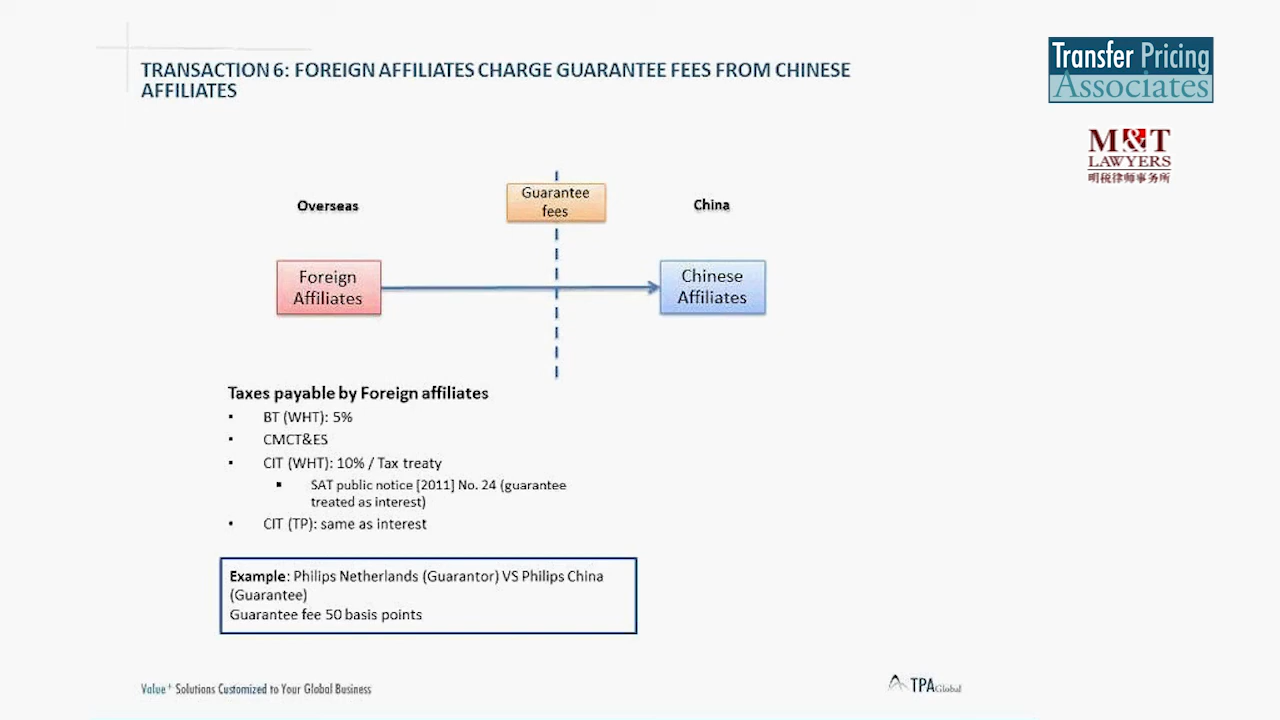 TRANSACTION 6: FOREIGN AFFILIATES CHARGE GUARANTEE FEES FROM CHINESE
AFFILIATES
Transfer Pricing
Associates
M&T
LAWYERS
明税律师事务所
Overseas
Guarantee
fees
China
Foreign
Affiliates
Chinese
Affiliates
Taxes payable by Foreign affiliates
▪ BT (WHT): 5%
▪ CMCT&ES
▪ CIT (WHT): 10% / Tax treaty
▪ SAT public notice [2011] No. 24 (guarantee
treated as interest)
▪ CIT (TP): same as interest
Example: Philips Netherlands (Guarantor) VS Philips China
(Guarantee)
Guarantee fee 50 basis points
Value+ Solutions Customized to Your Global Business
TPA Global